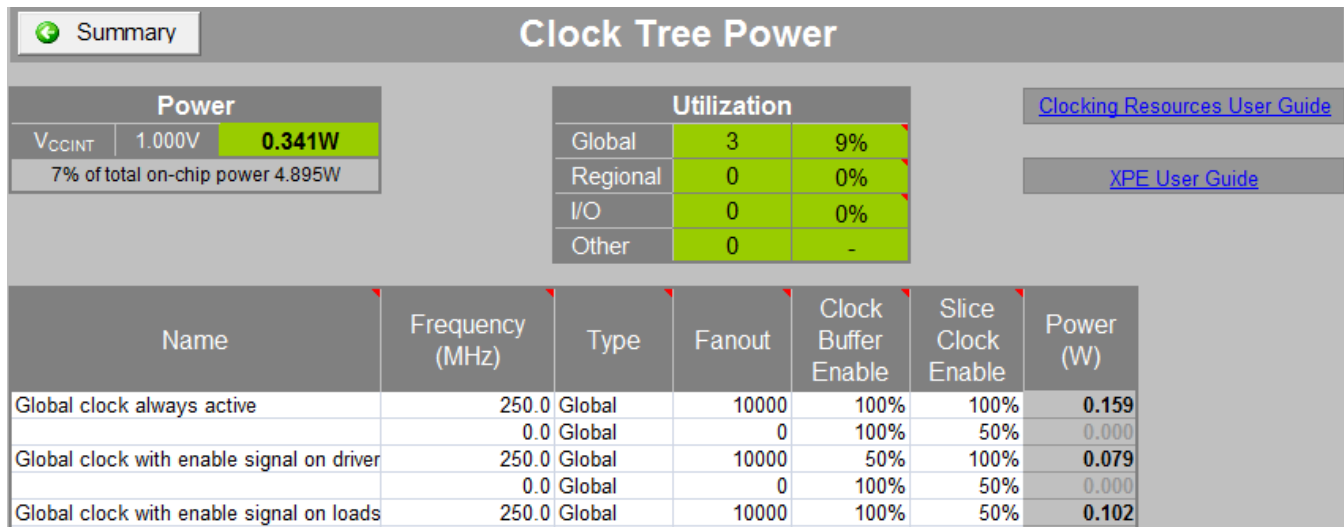 Summary
Clock Tree Power
Power
VCCINT 1.000V 0.341W
7% of total on-chip power 4.895W
Utilization
Global 3 9%
Regional 0 0%
I/O 0 0%
Other 0 -
Clocking Resources User Guide
XPE User Guide
Name Frequency (MHz) Type Fanout Clock Buffer Enable Slice Clock Enable Power (W)
Global clock always active 250.0 Global 10000 100% 100% 0.159
0.0 Global 0 100% 50% 0.000
Global clock with enable signal on driver 250.0 Global 10000 50% 100% 0.079
0.0 Global 0 100% 50% 0.000
Global clock with enable signal on loads 250.0 Global 10000 100% 50% 0.102